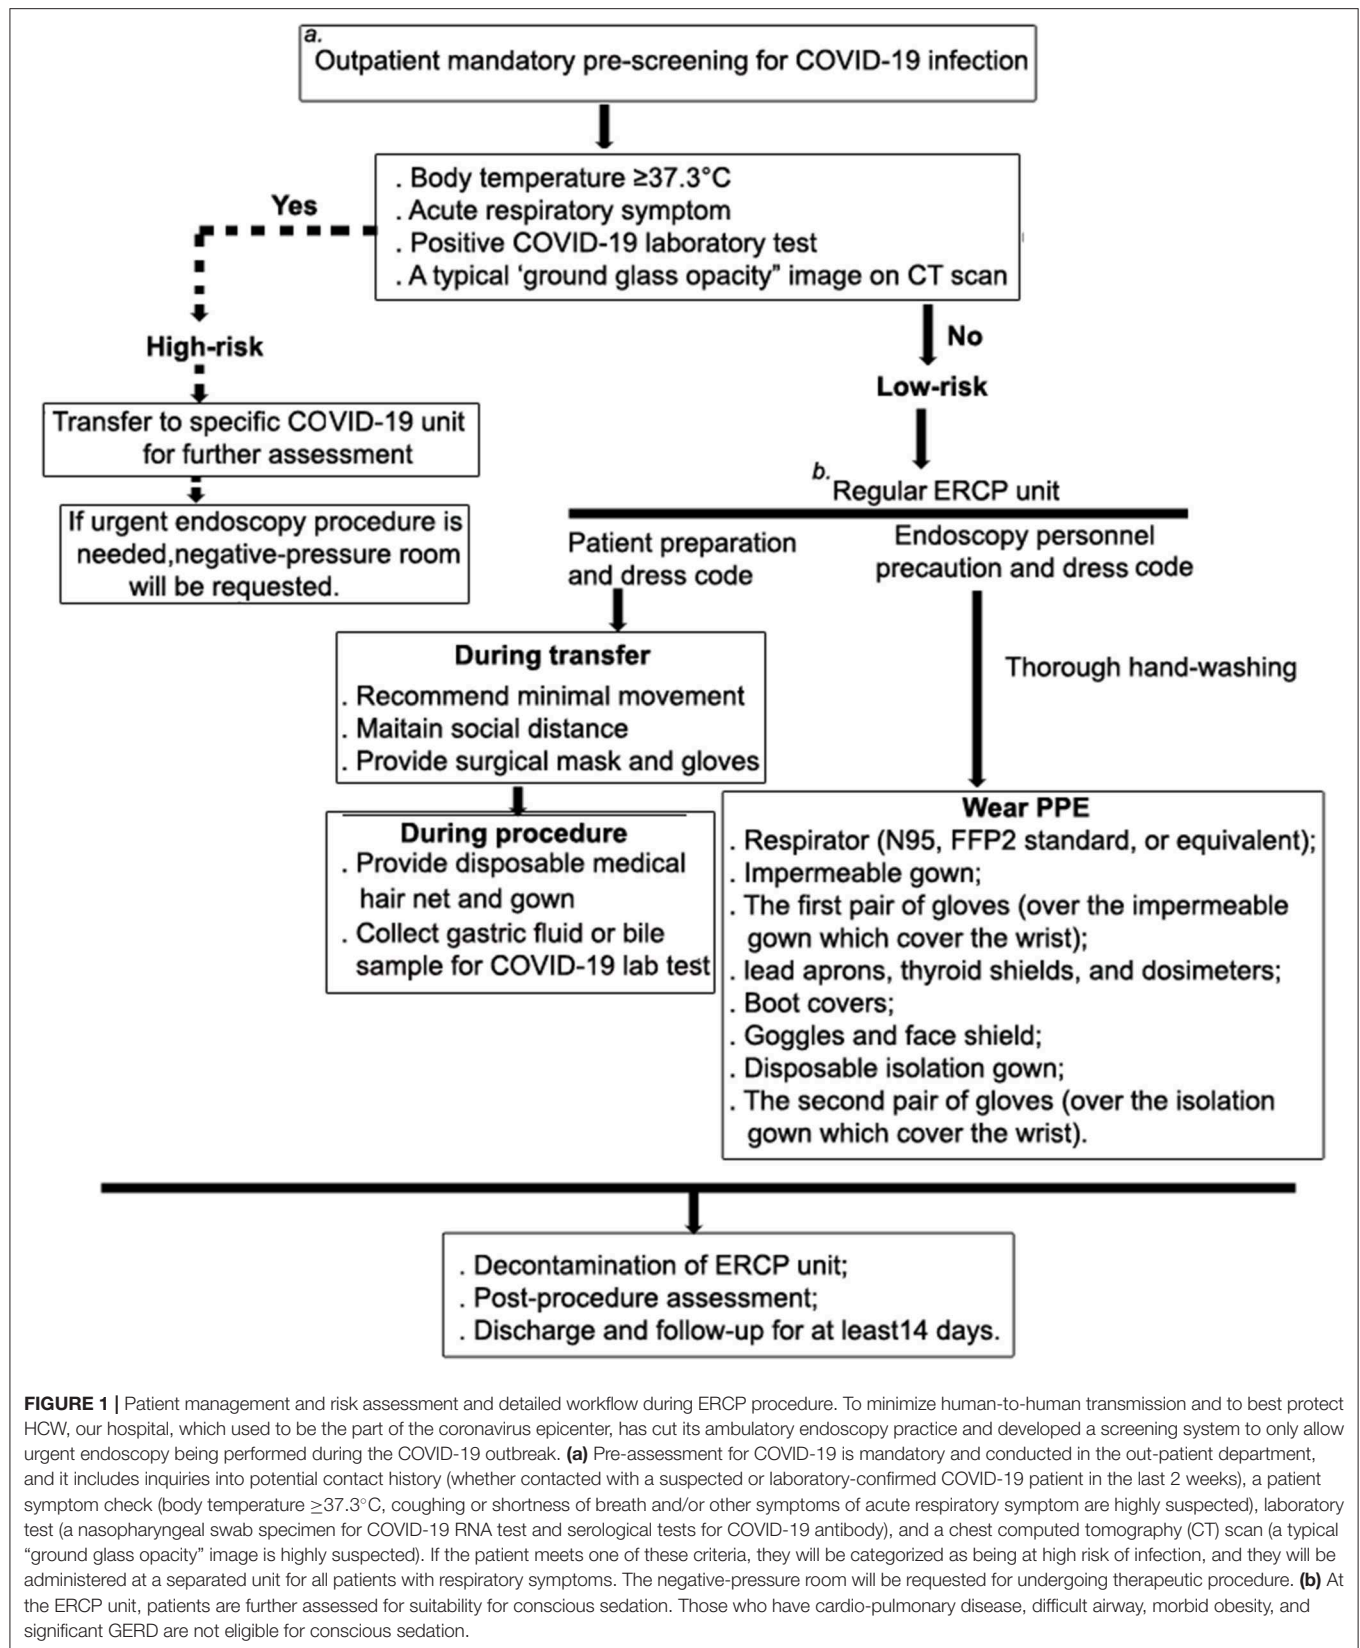 a.
Outpatient mandatory pre-screening for COVID-19 infection
. Body temperature ≥37.3°C
. Acute respiratory symptom
. Positive COVID-19 laboratory test
. A typical ‘ground glass opacity” image on CT scan
Yes
High-risk
Transfer to specific COVID-19 unit
for further assessment
If urgent endoscopy procedure is
needed,negative-pressure room
will be requested.
No
Low-risk
b.
Regular ERCP unit
Patient preparation
and dress code
Endoscopy personnel
precaution and dress code
During transfer
. Recommend minimal movement
. Maitain social distance
. Provide surgical mask and gloves
During procedure
. Provide disposable medical
hair net and gown
. Collect gastric fluid or bile
sample for COVID-19 lab test
Thorough hand-washing
Wear PPE
. Respirator (N95, FFP2 standard, or equivalent);
. Impermeable gown;
. The first pair of gloves (over the impermeable
gown which cover the wrist);
. lead aprons, thyroid shields, and dosimeters;
. Boot covers;
. Goggles and face shield;
. Disposable isolation gown;
. The second pair of gloves (over the isolation
gown which cover the wrist).
. Decontamination of ERCP unit;
. Post-procedure assessment;
. Discharge and follow-up for at least14 days.
FIGURE 1 | Patient management and risk assessment and detailed workflow during ERCP procedure. To minimize human-to-human transmission and to best protect
HCW, our hospital, which used to be the part of the coronavirus epicenter, has cut its ambulatory endoscopy practice and developed a screening system to only allow
urgent endoscopy being performed during the COVID-19 outbreak. (a) Pre-assessment for COVID-19 is mandatory and conducted in the out-patient department,
and it includes inquiries into potential contact history (whether contacted with a suspected or laboratory-confirmed COVID-19 patient in the last 2 weeks), a patient
symptom check (body temperature ≥37.3°C, coughing or shortness of breath and/or other symptoms of acute respiratory symptom are highly suspected), laboratory
test (a nasopharyngeal swab specimen for COVID-19 RNA test and serological tests for COVID-19 antibody), and a chest computed tomography (CT) scan (a typical
“ground glass opacity” image is highly suspected). If the patient meets one of these criteria, they will be categorized as being at high risk of infection, and they will be
administered at a separated unit for all patients with respiratory symptoms. The negative-pressure room will be requested for undergoing therapeutic procedure. (b) At
the ERCP unit, patients are further assessed for suitability for conscious sedation. Those who have cardio-pulmonary disease, difficult airway, morbid obesity, and
significant GERD are not eligible for conscious sedation.